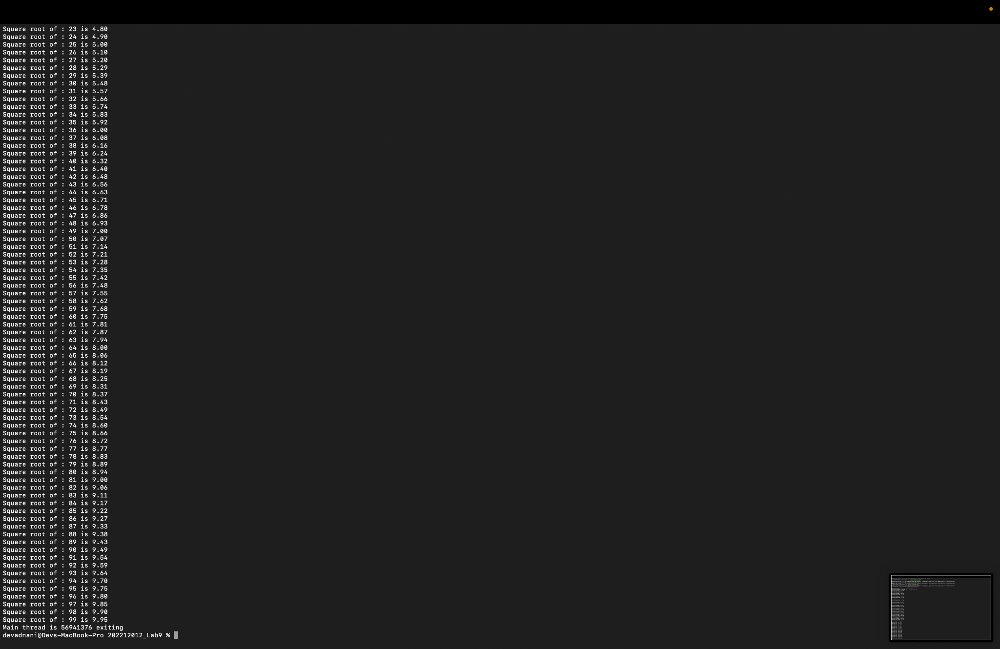 Square root of : 23 is 4.80
Square root of : 24 is 4.90
Square root of : 25 is 5.00
Square root of : 26 is 5.10
Square root of : 27 is 5.20
Square root of : 28 is 5.29
Square root of : 29 is 5.39
Square root of : 30 is 5.48
Square root of : 31 is 5.57
Square root of : 32 is 5.66
Square root of : 33 is 5.74
Square root of : 34 is 5.83
Square root of : 35 is 5.92
Square root of : 36 is 6.00
Square root of : 37 is 6.08
Square root of : 38 is 6.16
Square root of : 39 is 6.24
Square root of : 40 is 6.32
Square root of : 41 is 6.40
Square root of : 42 is 6.48
Square root of : 43 is 6.56
Square root of : 44 is 6.63
Square root of : 45 is 6.71
Square root of : 46 is 6.78
Square root of : 47 is 6.86
Square root of : 48 is 6.93
Square root of : 49 is 7.00
Square root of : 50 is 7.07
Square root of : 51 is 7.14
Square root of : 52 is 7.21
Square root of : 53 is 7.28
Square root of : 54 is 7.35
Square root of : 55 is 7.42
Square root of : 56 is 7.48
Square root of : 57 is 7.55
Square root of : 58 is 7.62
Square root of : 59 is 7.68
Square root of : 60 is 7.75
Square root of : 61 is 7.81
Square root of : 62 is 7.87
Square root of : 63 is 7.94
Square root of : 64 is 8.00
Square root of : 65 is 8.06
Square root of : 66 is 8.12
Square root of : 67 is 8.19
Square root of : 68 is 8.25
Square root of : 69 is 8.31
Square root of : 70 is 8.37
Square root of : 71 is 8.43
Square root of : 72 is 8.49
Square root of : 73 is 8.54
Square root of : 74 is 8.60
Square root of : 75 is 8.66
Square root of : 76 is 8.72
Square root of : 77 is 8.77
Square root of : 78 is 8.83
Square root of : 79 is 8.89
Square root of : 80 is 8.94
Square root of : 81 is 9.00
Square root of : 82 is 9.06
Square root of : 83 is 9.11
Square root of : 84 is 9.17
Square root of : 85 is 9.22
Square root of : 86 is 9.27
Square root of : 87 is 9.33
Square root of : 88 is 9.38
Square root of : 89 is 9.43
Square root of : 90 is 9.49
Square root of : 91 is 9.54
Square root of : 92 is 9.59
Square root of : 93 is 9.64
Square root of : 94 is 9.70
Square root of : 95 is 9.75
Square root of : 96 is 9.80
Square root of : 97 is 9.85
Square root of : 98 is 9.90
Square root of : 99 is 9.95
Main thread is 56941376 exiting
devadnani@Devs-MacBook-Pro 202212012_Lab9 %